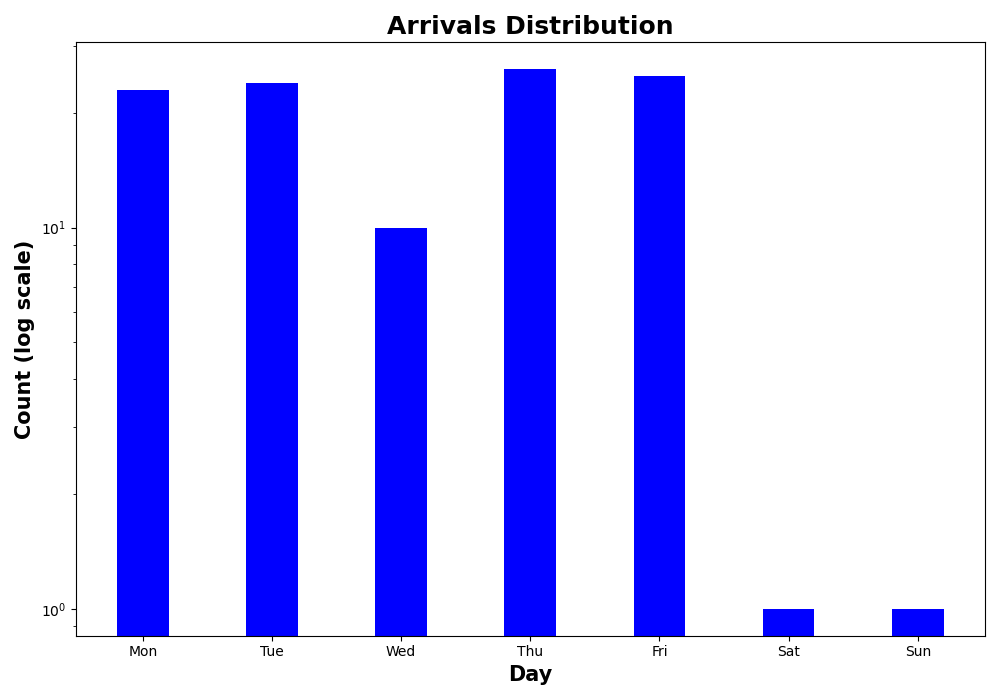 Arrivals Distribution
Count (log scale)
10¹
10⁰
Mon Tue Wed Thu Fri Sat Sun
Day